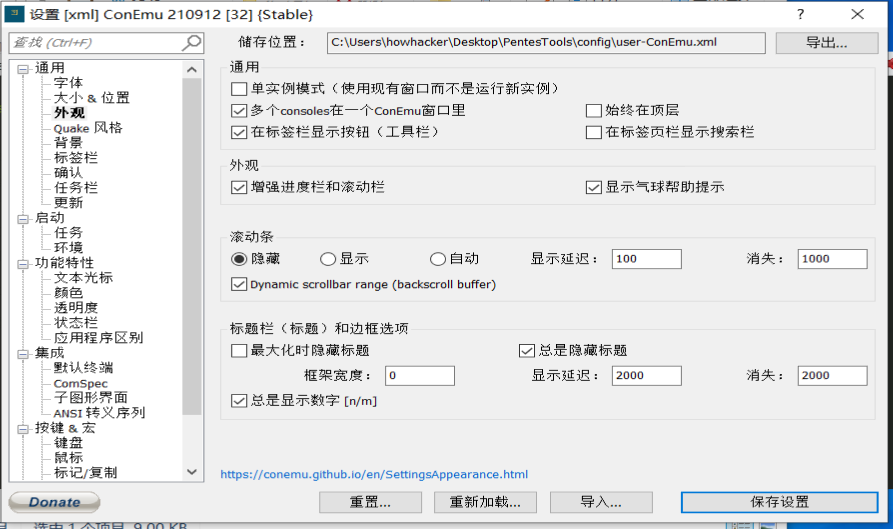 设置 [xml] ConEmu 210912 [32] {Stable}
查找 (Ctrl+F)
储存位置：
C:\Users\howhacker\Desktop\PentesTools\config\user-ConEmu.xml
导出...
通用
字体
大小 & 位置
外观
Quake 风格
背景
标签栏
确认
任务栏
更新
启动
任务
环境
功能特性
文本光标
颜色
透明度
状态栏
应用程序区别
集成
默认终端
ComSpec
子图形界面
ANSI 转义序列
按键 & 宏
键盘
鼠标
标记/复制
通用
单实例模式（使用现有窗口而不是运行新实例）
多个consoles在一个ConEmu窗口里
始终在顶层
在标签栏显示按钮（工具栏）
在标签页栏显示搜索栏
外观
增强进度栏和滚动栏
显示气球帮助提示
滚动条
隐藏
显示
自动
显示延迟：
100
消失：
1000
Dynamic scrollbar range (backscroll buffer)
标题栏（标题）和边框选项
最大化时隐藏标题
总是隐藏标题
框架宽度：
0
显示延迟：
2000
消失：
2000
总是显示数字 [n/m]
https://conemu.github.io/en/SettingsAppearance.html
Donate
重置...
重新加载...
导入...
保存设置
选中 1 个项目 9.00 KB